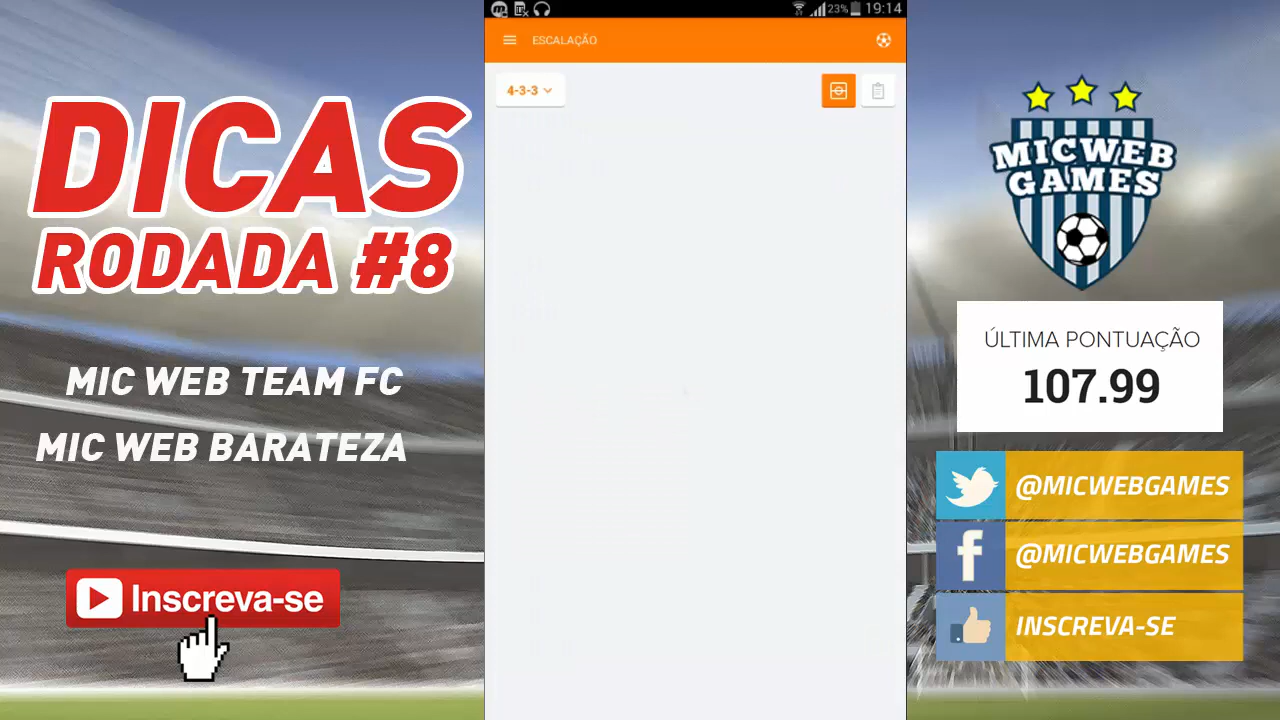 DICAS
RODADA #8
MIC WEB TEAM FC
MIC WEB BARATEZA
Inscreva-se
23% 19:14
ESCALAÇÃO
4-3-3
MICWEB
GAMES
ÚLTIMA PONTUAÇÃO
107.99
@MICWEBGAMES
@MICWEBGAMES
INSCREVA-SE